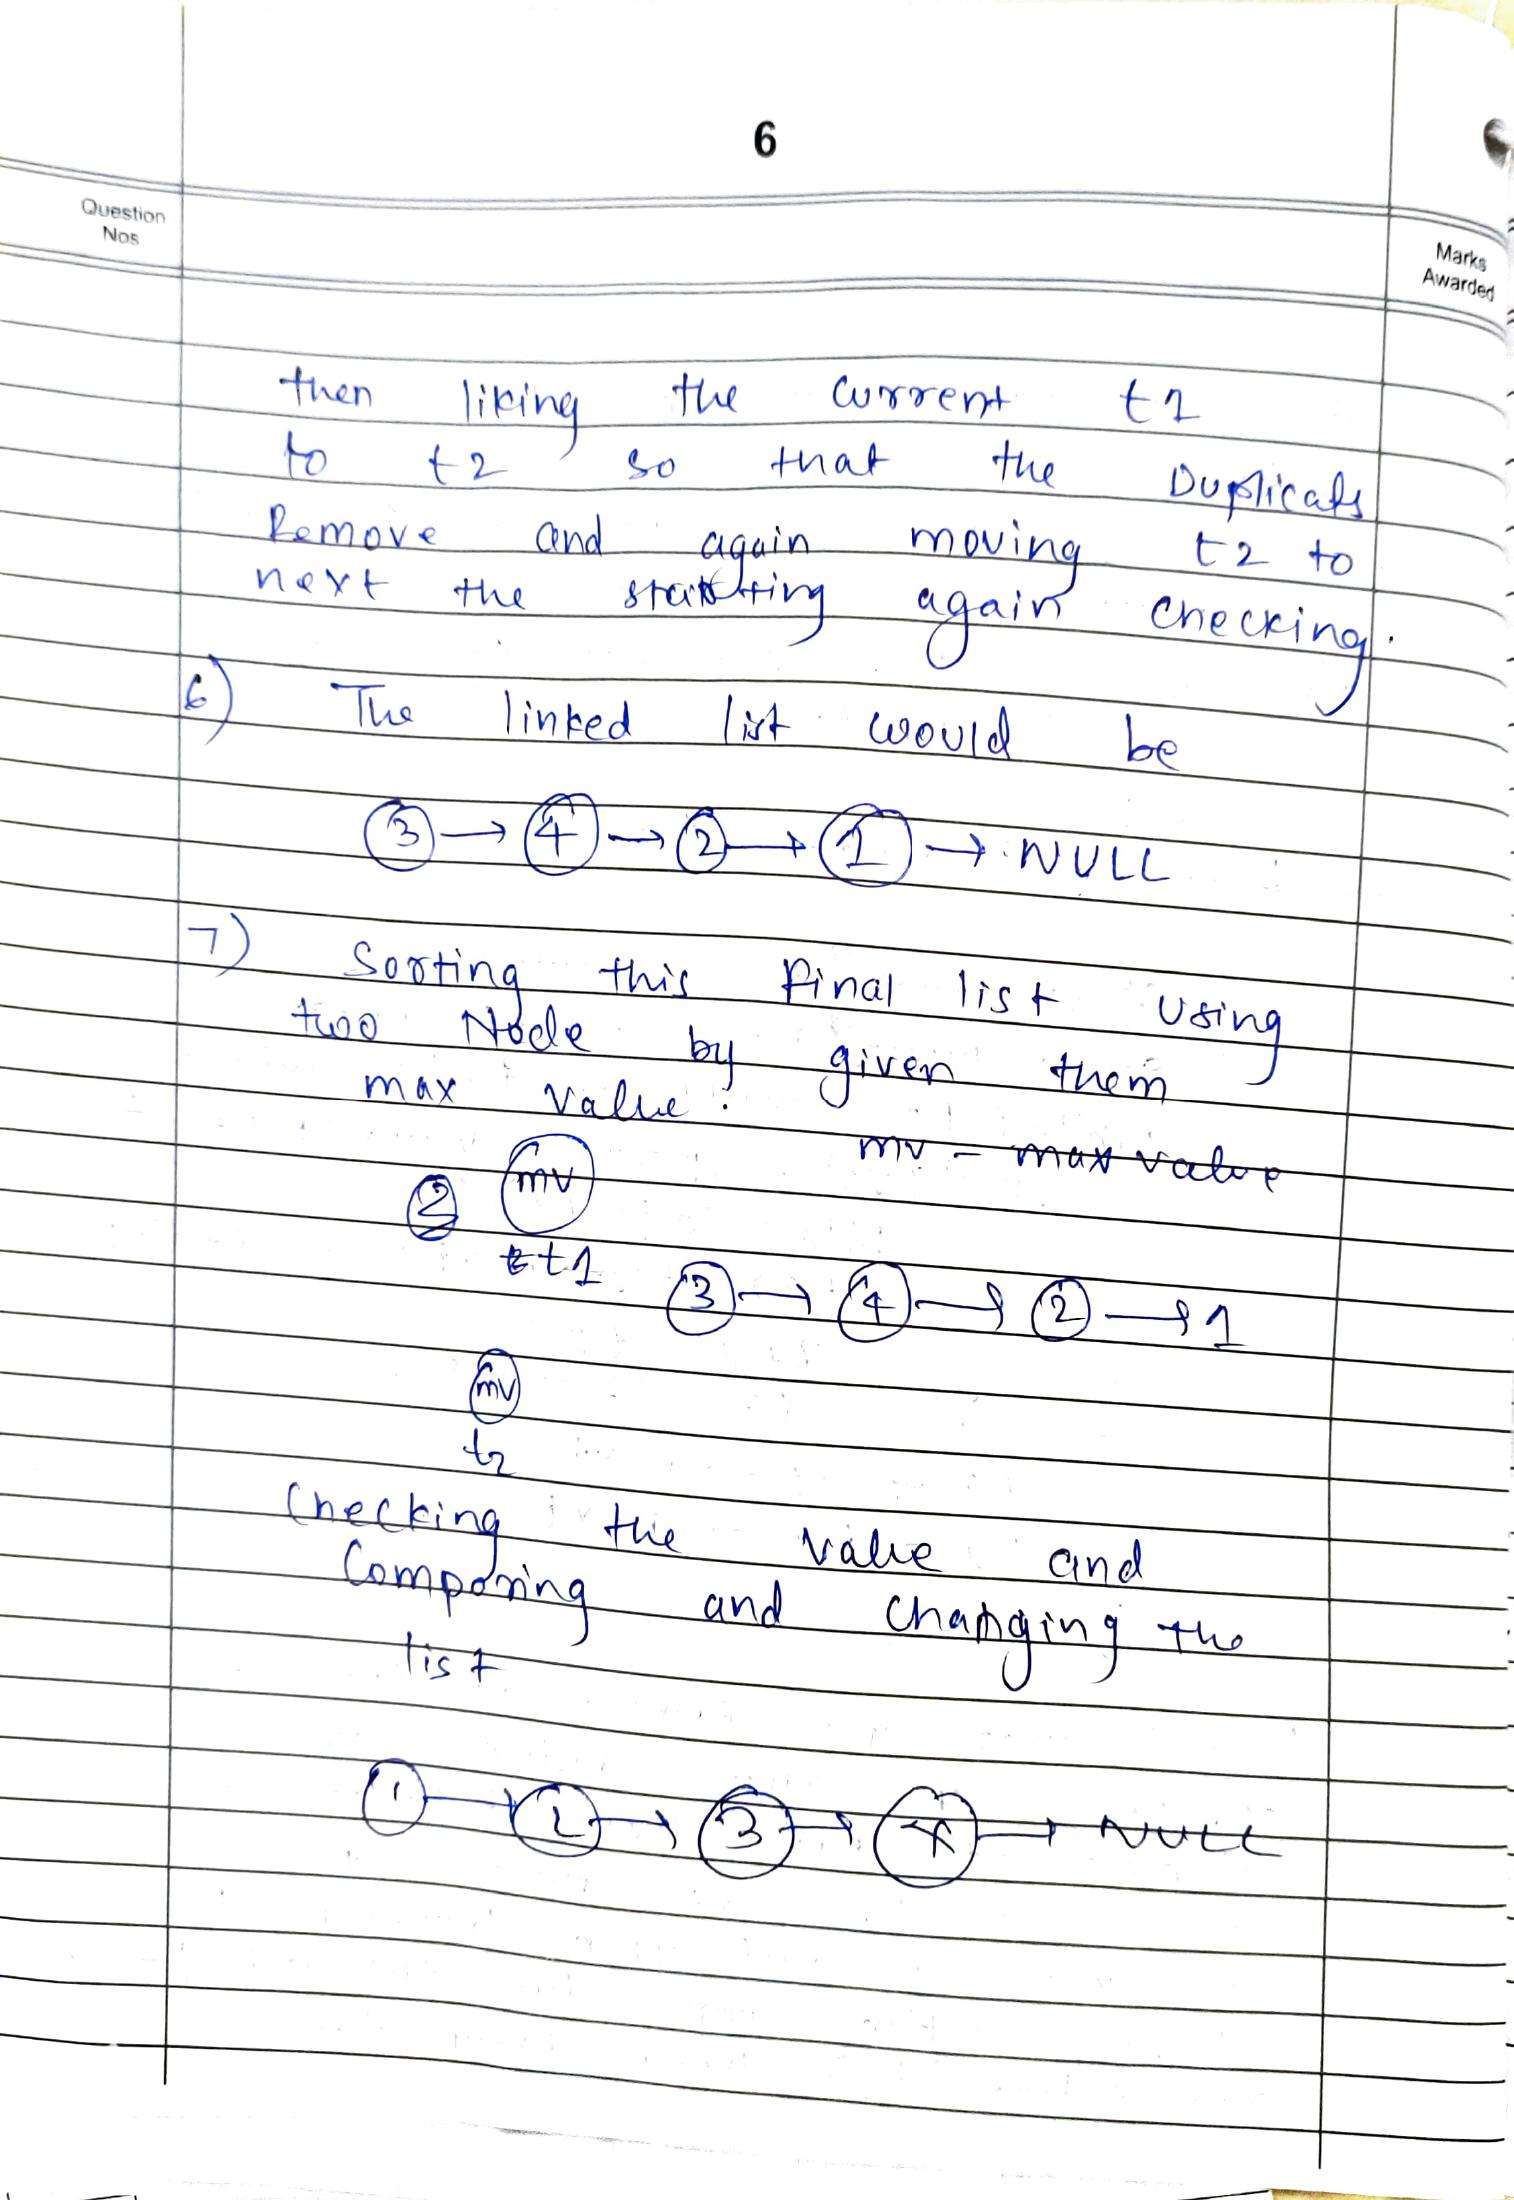 6
Question
Nos
Marks
Awarded
then liking the current t1
to t2 so that the Duplicats
Remove and again moving t2 to
next the starting again checking.
6) The linked list would be
3 → 4 → 2 → 1 → NULL
7) Sorting this final list using
two Node by given them
max value.
mv - max value
mv
t1
3 → 4 → 2 → 1
mv
t2
Checking the value and
Comparing and changing the
list
1 → 2 → 3 → 4 → NULL